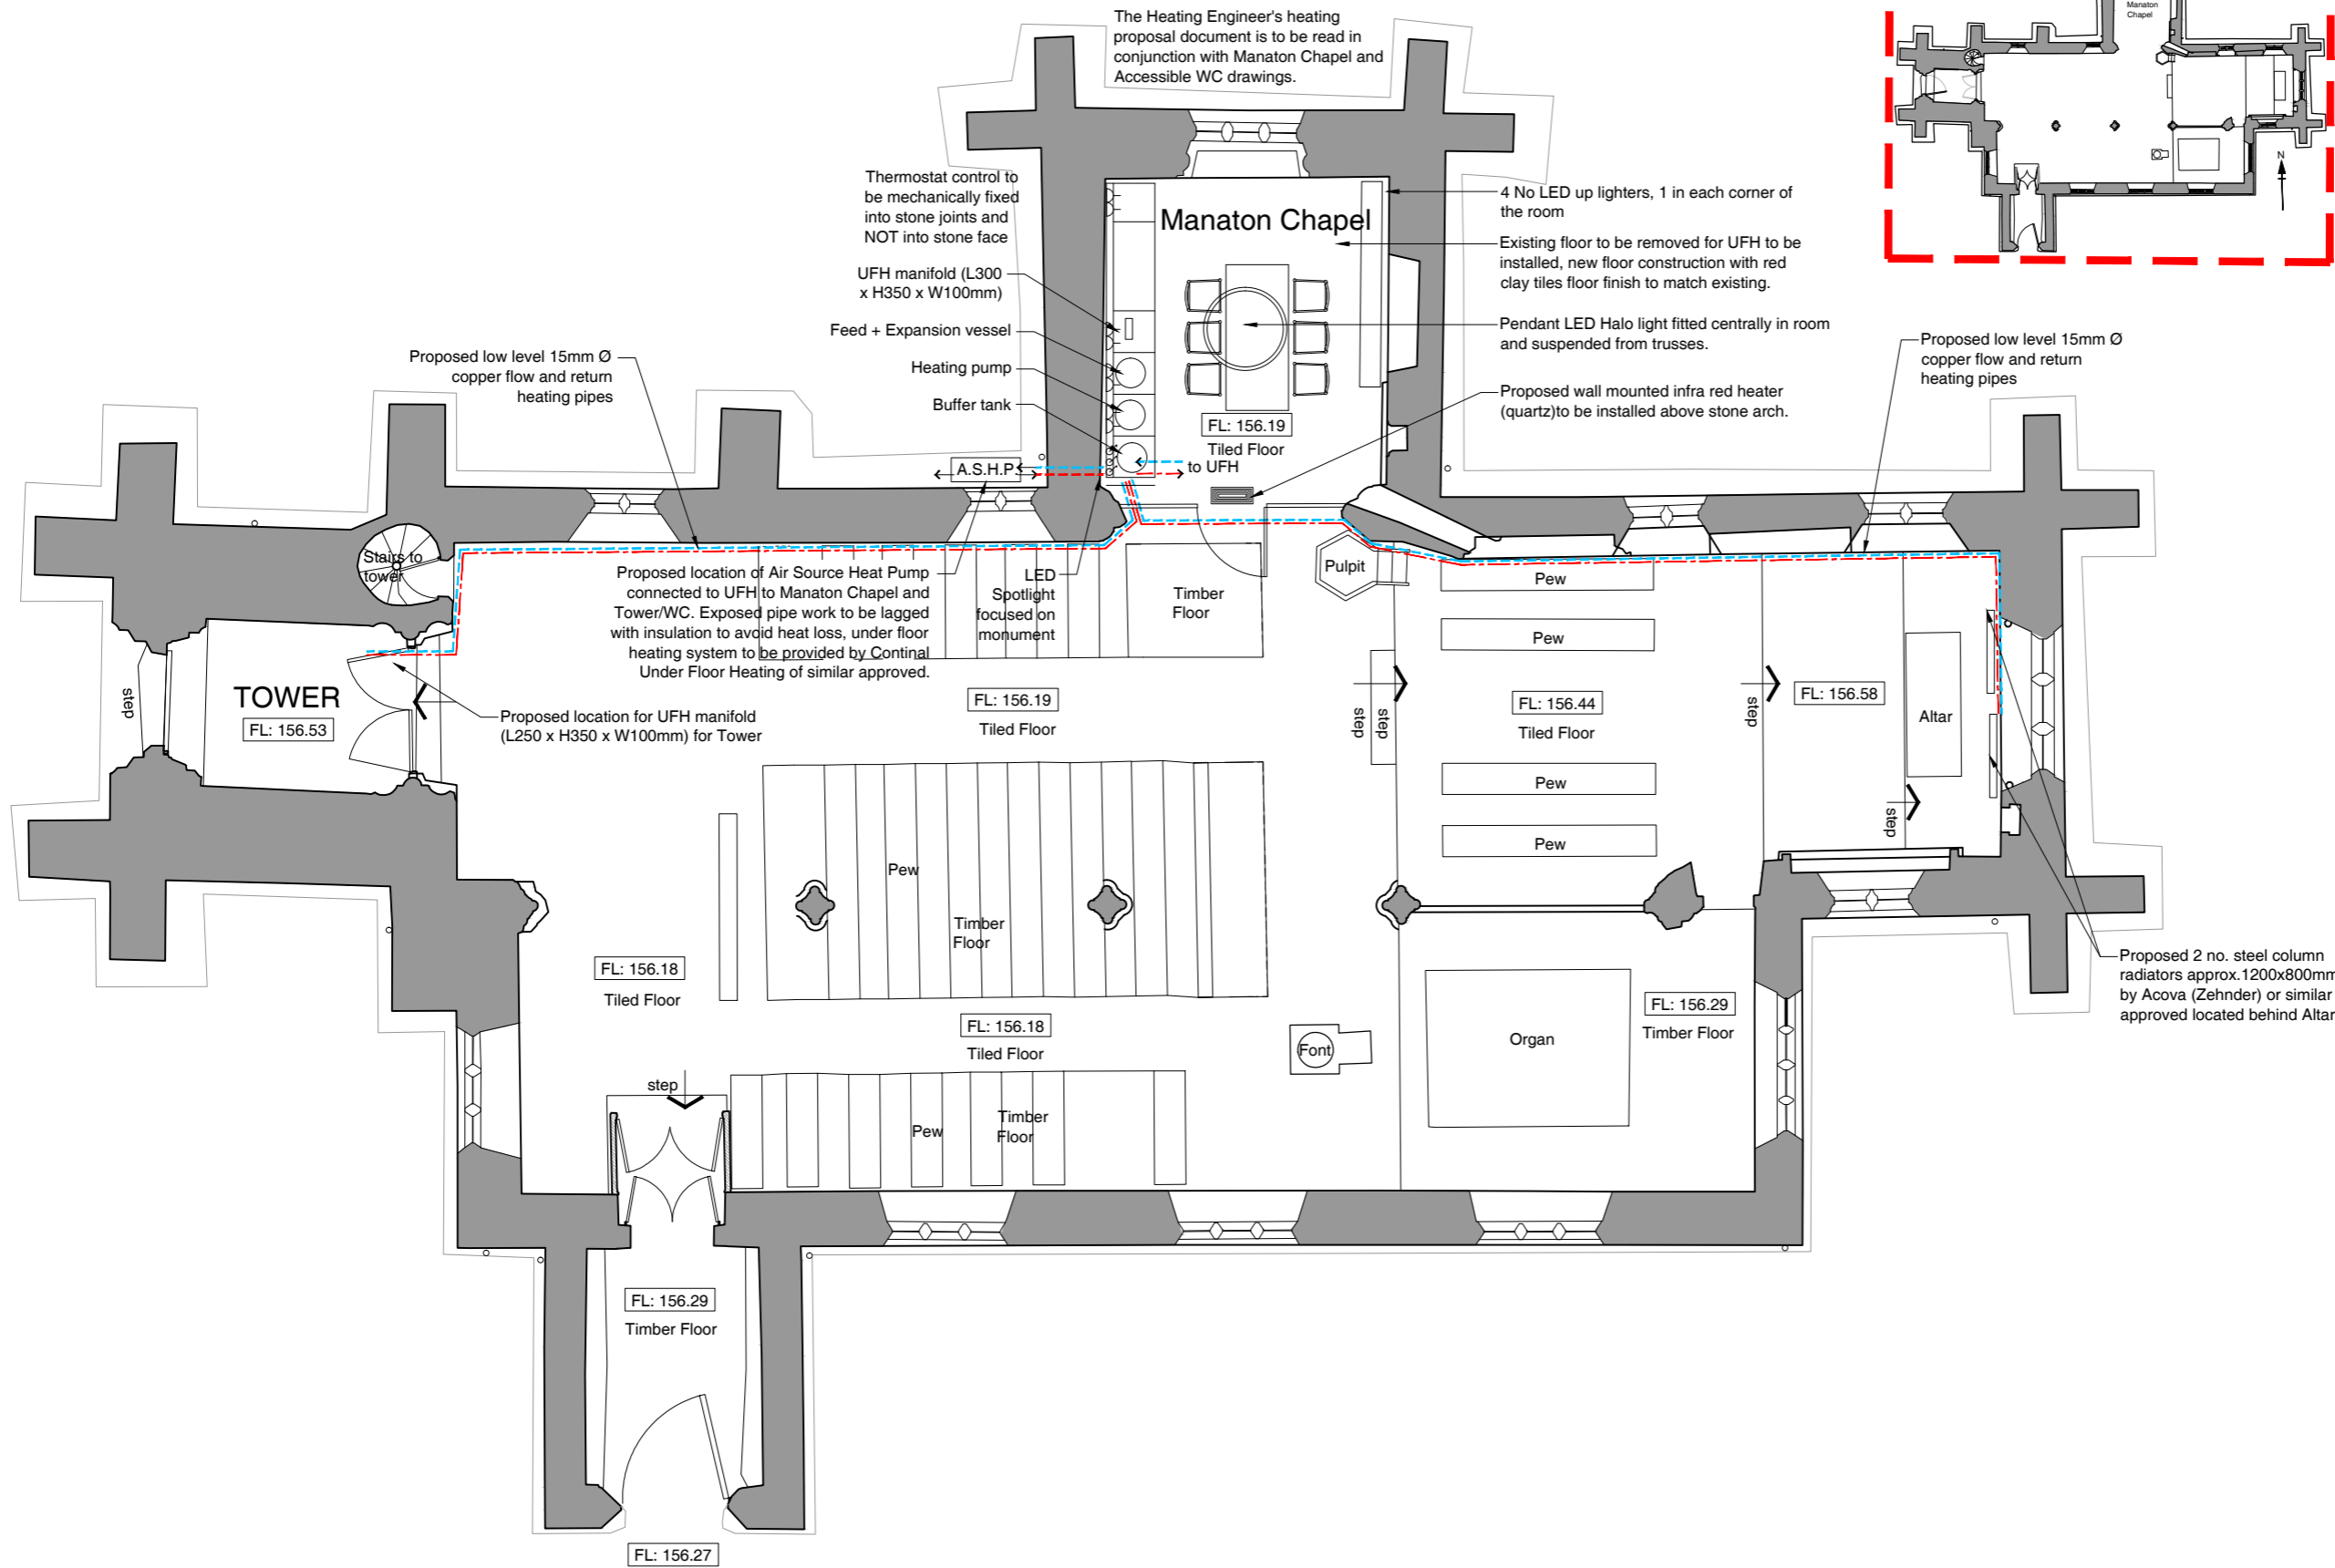 The Heating Engineer's heating
proposal document is to be read in
conjunction with Manaton Chapel and
Accessible WC drawings.
Manaton
Chapel
N
Thermostat control to
be mechanically fixed
into stone joints and
NOT into stone face
UFH manifold (L300
x H350 x W100mm)
Feed + Expansion vessel
Heating pump
Buffer tank
Manaton Chapel
4 No LED up lighters, 1 in each corner of
the room
Existing floor to be removed for UFH to be
installed, new floor construction with red
clay tiles floor finish to match existing.
Pendant LED Halo light fitted centrally in room
and suspended from trusses.
Proposed wall mounted infra red heater
(quartz)to be installed above stone arch.
Proposed low level 15mm Ø
copper flow and return
heating pipes
Proposed low level 15mm Ø
copper flow and return
heating pipes
FL: 156.19
Tiled Floor
A.S.H.P
to UFH
Stairs to
tower
Proposed location of Air Source Heat Pump
connected to UFH to Manaton Chapel and
Tower/WC. Exposed pipe work to be lagged
with insulation to avoid heat loss, under floor
heating system to be provided by Continal
Under Floor Heating of similar approved.
LED
Spotlight
focused on
monument
Timber
Floor
Pulpit
Pew
Pew
step
TOWER
FL: 156.53
Proposed location for UFH manifold
(L250 x H350 x W100mm) for Tower
FL: 156.19
Tiled Floor
step
step
FL: 156.44
Tiled Floor
step
FL: 156.58
Altar
step
Pew
Pew
Pew
Timber
Floor
FL: 156.18
Tiled Floor
FL: 156.18
Tiled Floor
Font
Organ
FL: 156.29
Timber Floor
Proposed 2 no. steel column
radiators approx.1200x800mm
by Acova (Zehnder) or similar
approved located behind Altar
step
Pew
Timber
Floor
FL: 156.29
Timber Floor
FL: 156.27